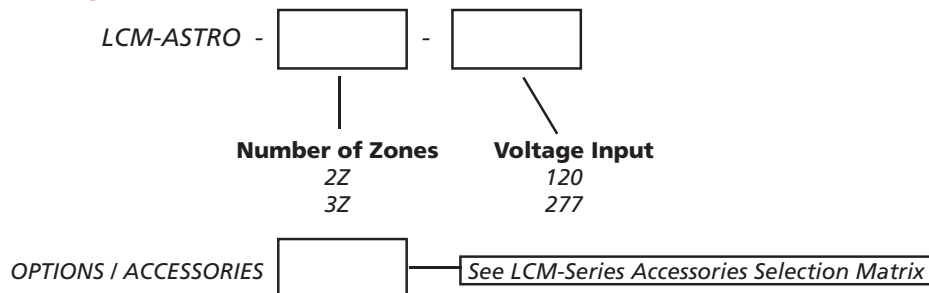 LCM-ASTRO - -
Number of Zones Voltage Input
2Z 120
3Z 277
OPTIONS / ACCESSORIES See LCM-Series Accessories Selection Matrix